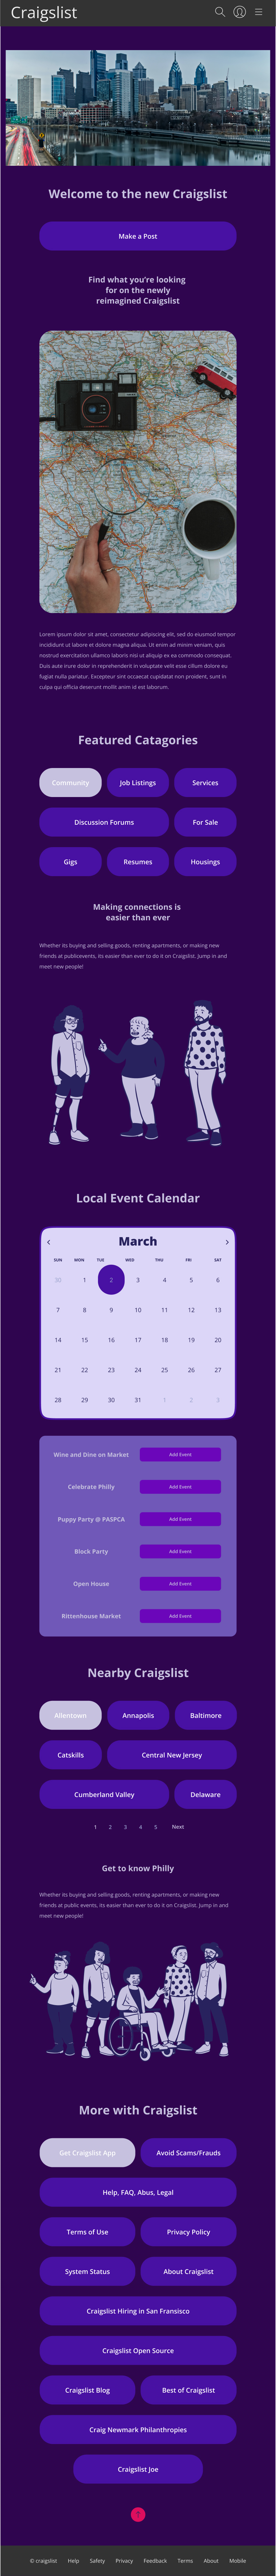 Craigslist
Welcome to the new Craigslist
Make a Post
Find what you're looking
for on the newly
reimagined Craigslist
Lorem ipsum dolor sit amet, consectetur adipiscing elit, sed do eiusmod tempor
incididunt ut labore et dolore magna aliqua. Ut enim ad minim veniam, quis
nostrud exercitation ullamco laboris nisi ut aliquip ex ea commodo consequat.
Duis aute irure dolor in reprehenderit in voluptate velit esse cillum dolore eu
fugiat nulla pariatur. Excepteur sint occaecat cupidatat non proident, sunt in
culpa qui officia deserunt mollit anim id est laborum.
Featured Catagories
Community Job Listings Services
Discussion Forums For Sale
Gigs Resumes Housings
Making connections is
easier than ever
Whether its buying and selling goods, renting apartments, or making new
friends at publicevents, its easier than ever to do it on Craigslist. Jump in and
meet new people!
Local Event Calendar
March
SUN MON TUE WED THU FRI SAT
30 1 2 3 4 5 6
7 8 9 10 11 12 13
14 15 16 17 18 19 20
21 22 23 24 25 26 27
28 29 30 31 1 2 3
Wine and Dine on Market Add Event
Celebrate Philly Add Event
Puppy Party @ PASPCA Add Event
Block Party Add Event
Open House Add Event
Rittenhouse Market Add Event
Nearby Craigslist
Allentown Annapolis Baltimore
Catskills Central New Jersey
Cumberland Valley Delaware
1 2 3 4 5 Next
Get to know Philly
Whether its buying and selling goods, renting apartments, or making new
friends at public events, its easier than ever to do it on Craigslist. Jump in and
meet new people!
More with Craigslist
Get Craigslist App Avoid Scams/Frauds
Help, FAQ, Abus, Legal
Terms of Use Privacy Policy
System Status About Craigslist
Craigslist Hiring in San Fransisco
Craigslist Open Source
Craigslist Blog Best of Craigslist
Craig Newmark Philanthropies
Craigslist Joe
© craigslist Help Safety Privacy Feedback Terms About Mobile